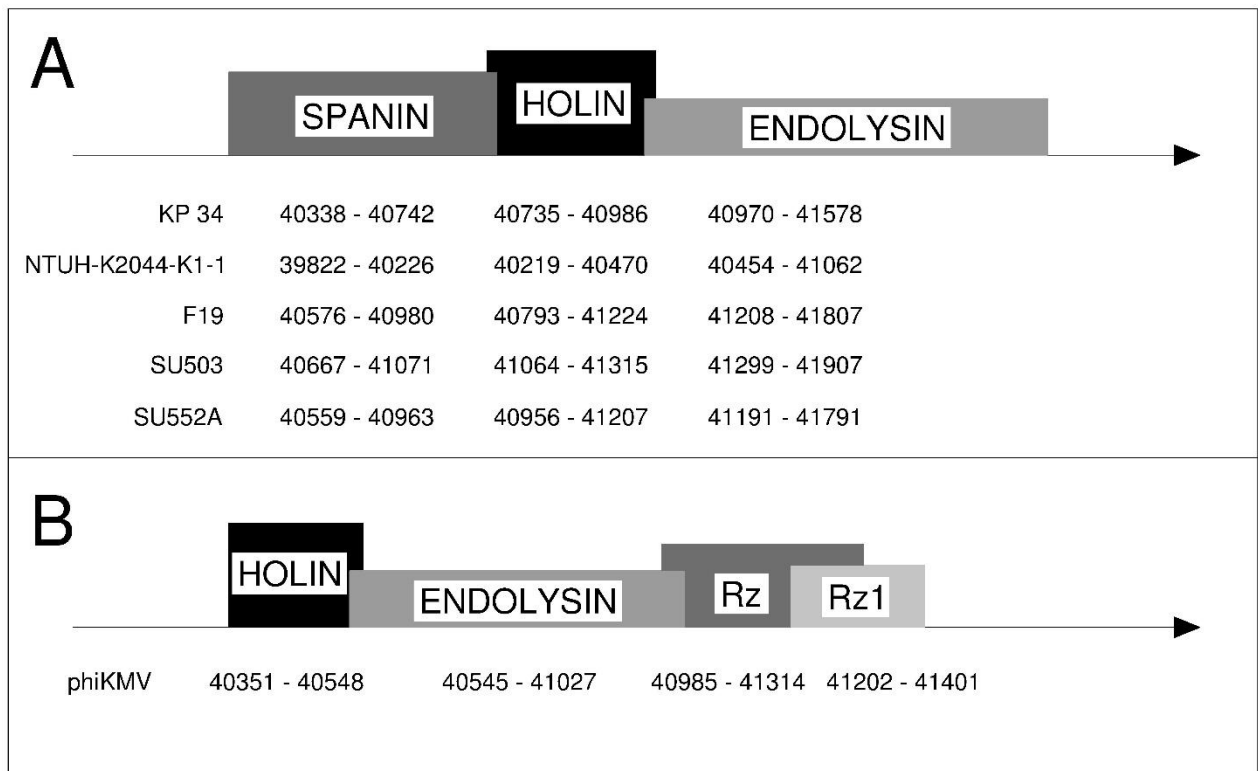 A
SPANIN HOLIN ENDOLYSIN
KP 34 40338 - 40742 40735 - 40986 40970 - 41578
NTUH-K2044-K1-1 39822 - 40226 40219 - 40470 40454 - 41062
F19 40576 - 40980 40793 - 41224 41208 - 41807
SU503 40667 - 41071 41064 - 41315 41299 - 41907
SU552A 40559 - 40963 40956 - 41207 41191 - 41791
B
HOLIN ENDOLYSIN Rz Rz1
phiKMV 40351 - 40548 40545 - 41027 40985 - 41314 41202 - 41401